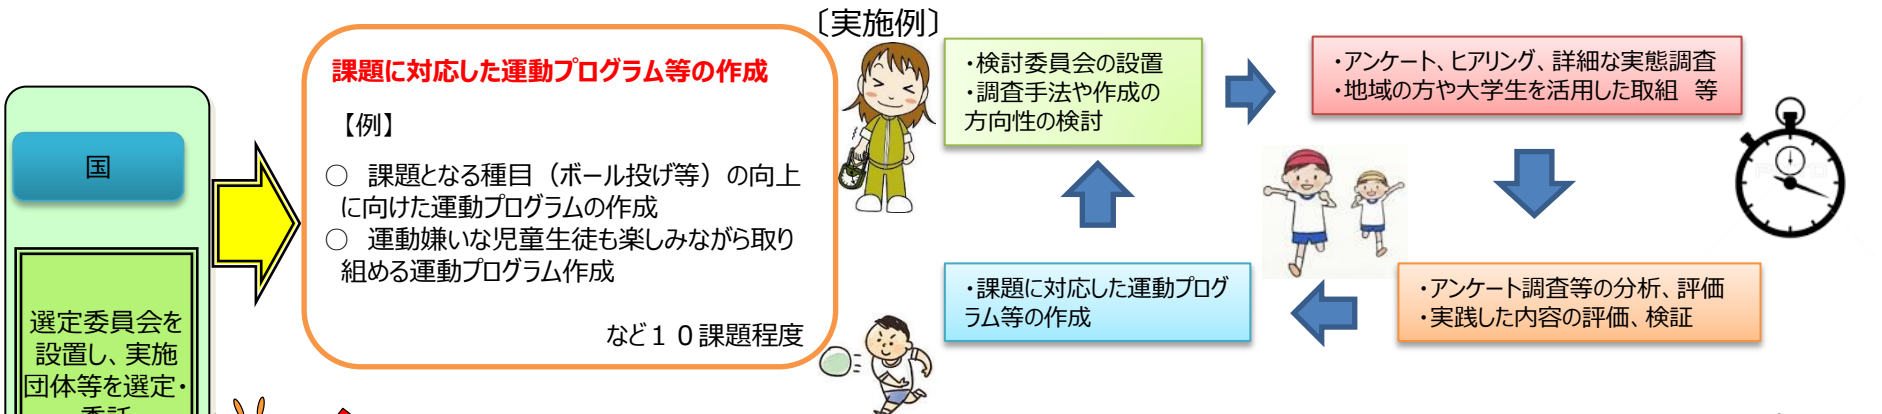 〔実施例〕
国
選定委員会を
設置し、実施
団体等を選定・
委託
課題に対応した運動プログラム等の作成
【例】
○　課題となる種目（ボール投げ等）の向上
に向けた運動プログラムの作成
○　運動嫌いな児童生徒も楽しみながら取り
組める運動プログラム作成
など１０課題程度
・検討委員会の設置
・調査手法や作成の
方向性の検討
・アンケート、ヒアリング、詳細な実態調査
・地域の方や大学生を活用した取組　等
・アンケート調査等の分析、評価
・実践した内容の評価、検証
・課題に対応した運動プログ
ラム等の作成